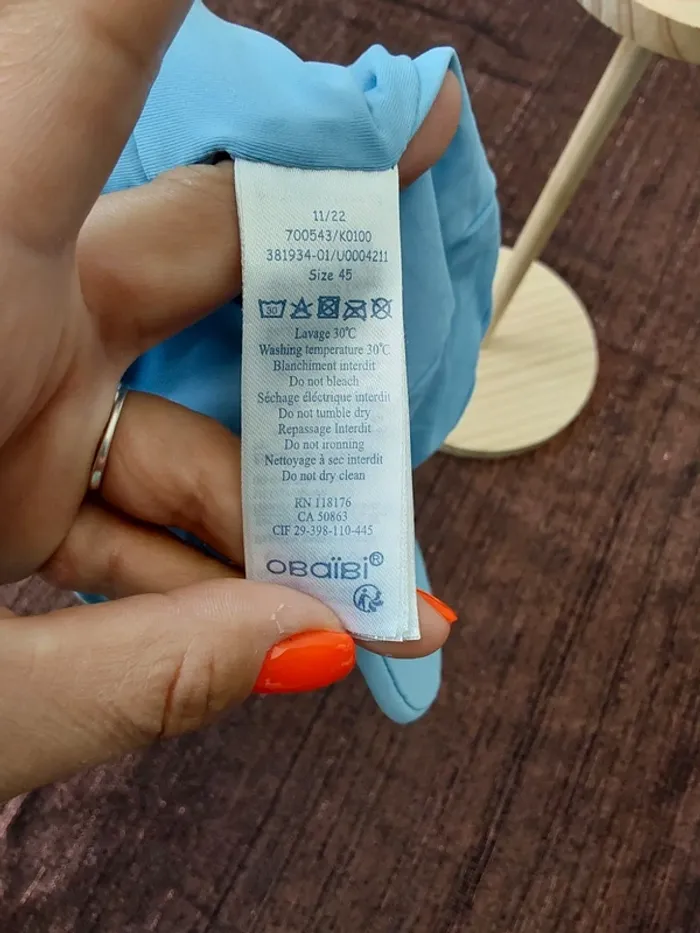 11/22
700543/K0100
381934-01/U0004211
Size 45
30
Lavage 30°C
Washing temperature 30°C
Blanchiment interdit
Do not bleach
Séchage éléctrique interdit
Do not tumble dry
Repassage Interdit
Do not ironning
Nettoyage à sec interdit
Do not dry clean
RN 118176
CA 50863
CIF 29-398-110-445
OBaïBi®